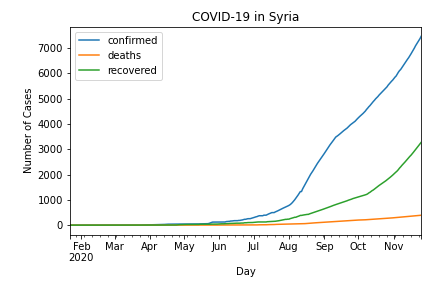 COVID-19 in Syria
confirmed
deaths
recovered
Number of Cases
7000
6000
5000
4000
3000
2000
1000
0
Feb Mar Apr May Jun Jul Aug Sep Oct Nov
2020
Day